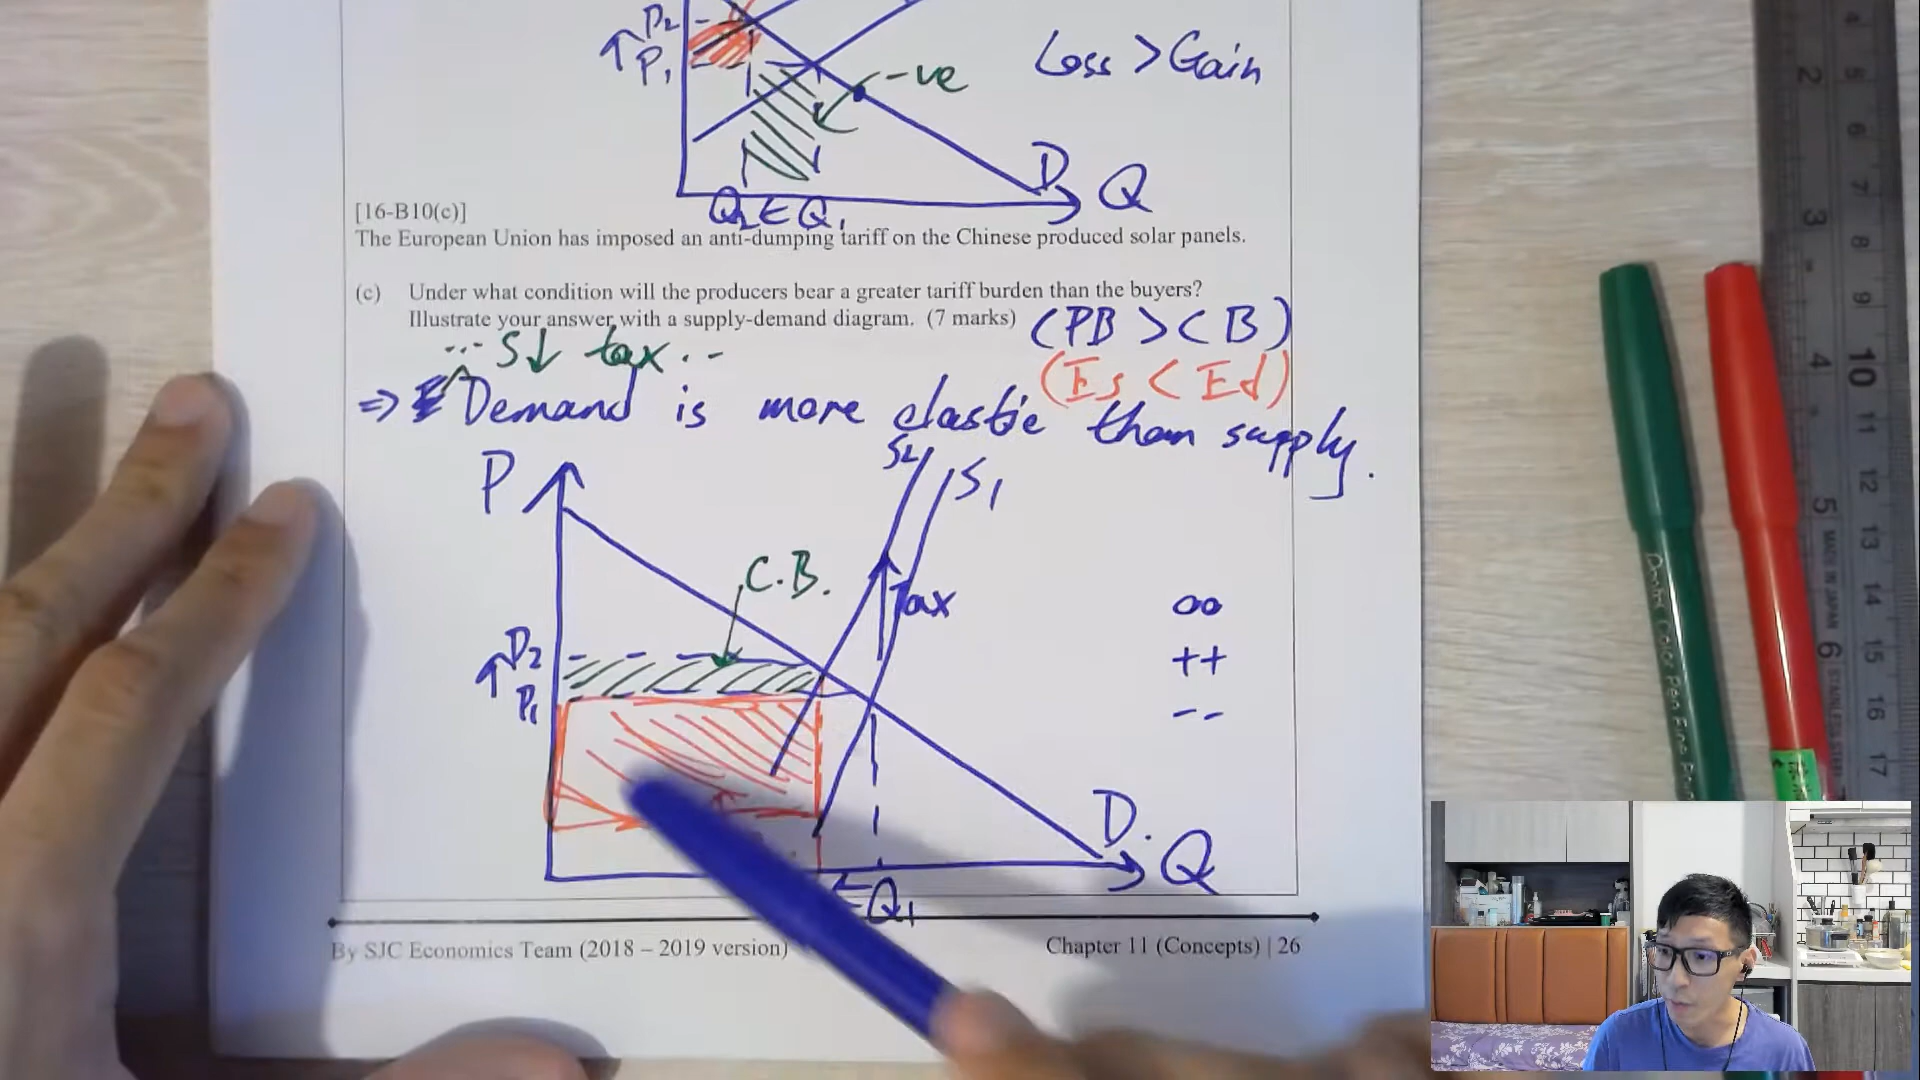 P2
P1
Loss > Gain
-ve
D
Q
Q2 Q1
[16-B10(c)]
The European Union has imposed an anti-dumping tariff on the Chinese produced solar panels.
(c) Under what condition will the producers bear a greater tariff burden than the buyers?
Illustrate your answer with a supply-demand diagram. (7 marks)
(PB > CB)
... S↓ tax ..
(Es < Ed)
⇒ Demand is more elastic than supply.
P
S2
S1
C.B.
Tax
∞
++
--
P2
P1
D.
Q
Q1
By SJC Economics Team (2018 – 2019 version)
Chapter 11 (Concepts) | 26